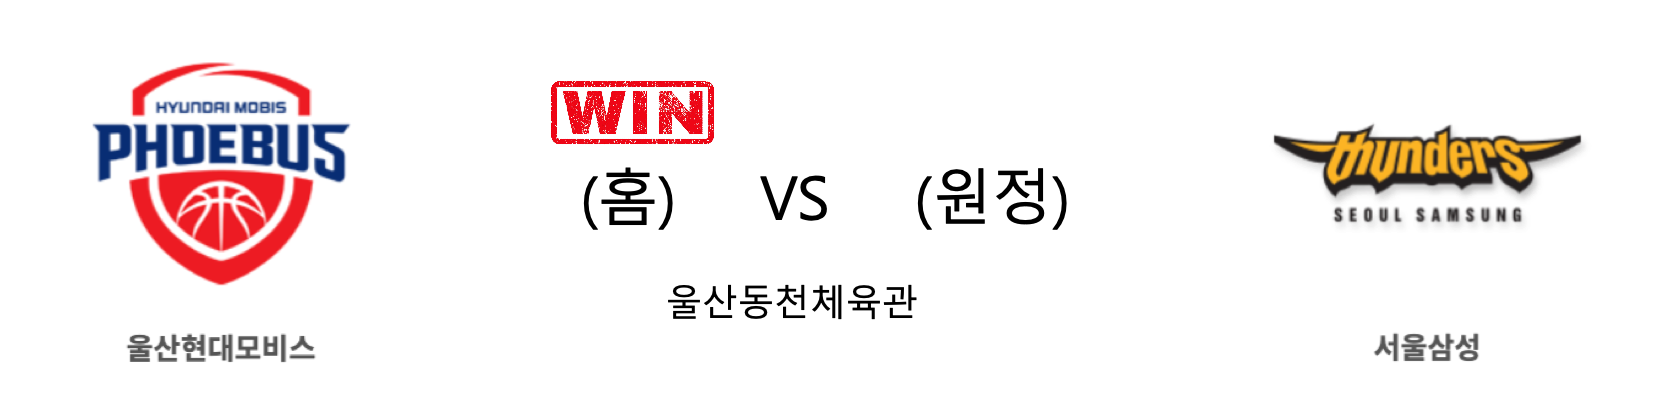 HYUNDAI MOBIS
PHOEBUS
울산현대모비스
WIN
(홈) VS (원정)
울산동천체육관
thunders
SEOUL SAMSUNG
서울삼성